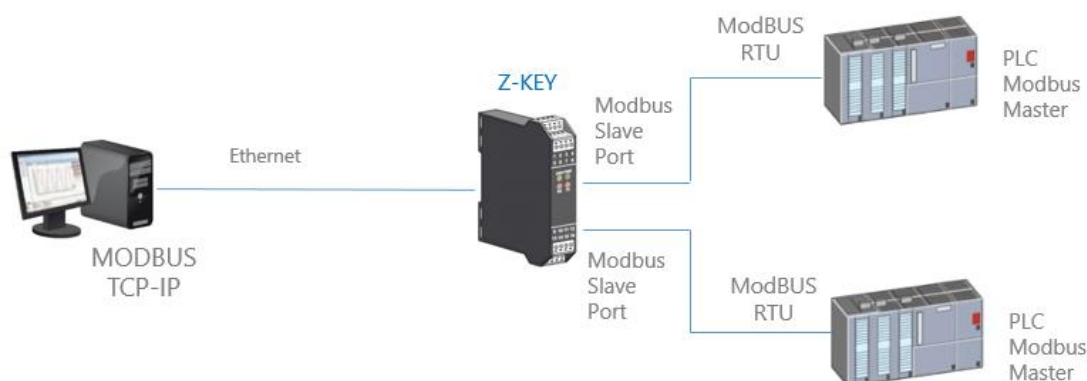 ModBUS
RTU
PLC
Modbus
Master
Z-KEY
Modbus
Slave
Port
Ethernet
MODBUS
TCP-IP
Modbus
Slave
Port
ModBUS
RTU
PLC
Modbus
Master